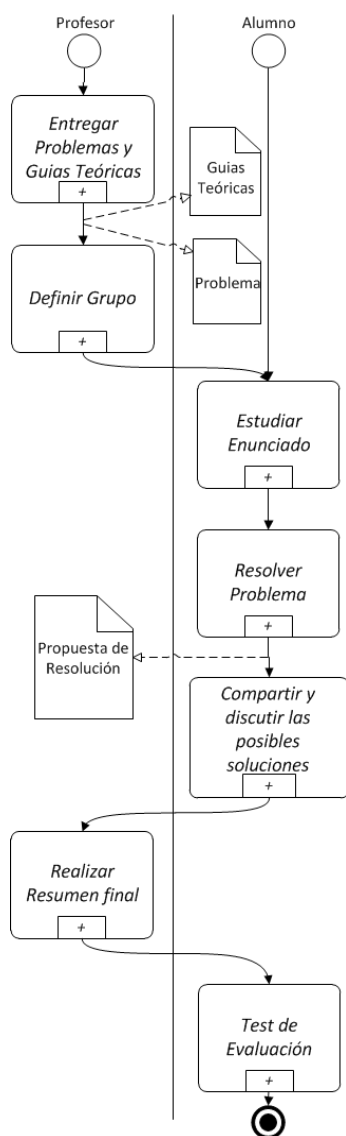 Profesor
Alumno
Entregar
Problemas y
Guias Teóricas
+
Guias
Teóricas
Problema
Definir Grupo
+
Estudiar
Enunciado
+
Resolver
Problema
+
Propuesta de
Resolución
Compartir y
discutir las
posibles
soluciones
+
Realizar
Resumen final
+
Test de
Evaluación
+